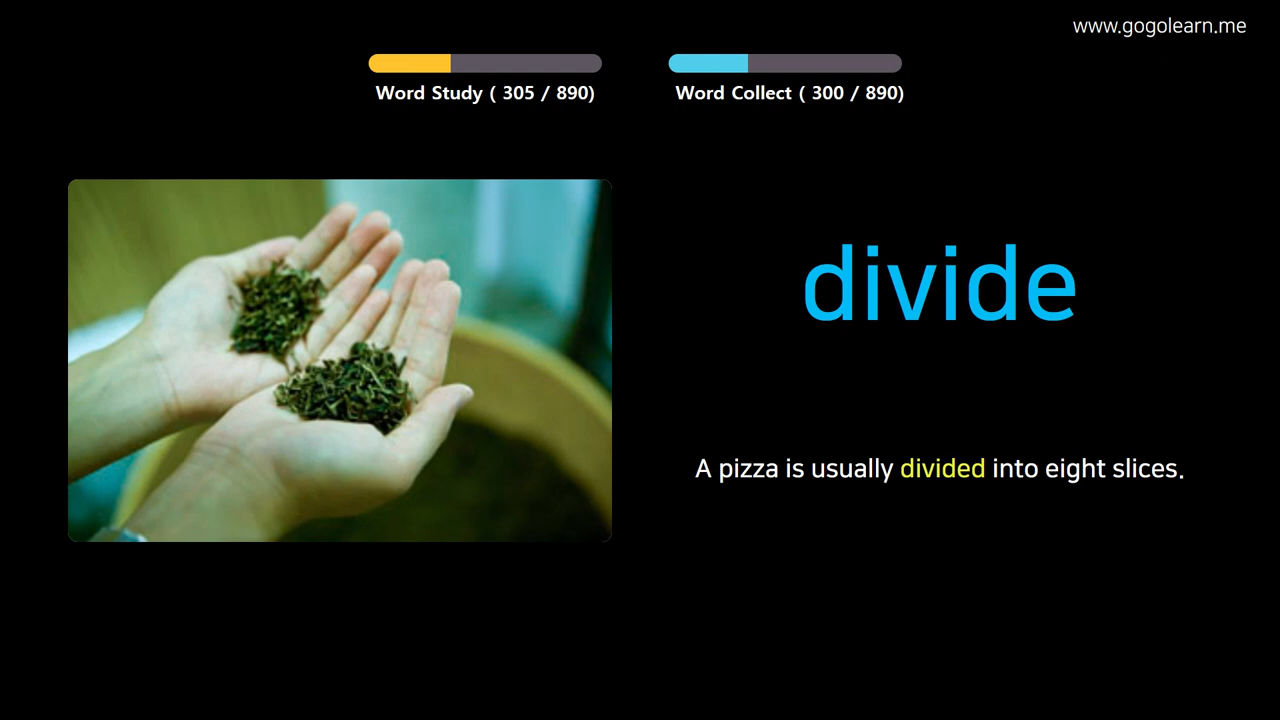 www.gogolearn.me
Word Study ( 305 / 890)
Word Collect ( 300 / 890)
divide
A pizza is usually divided into eight slices.